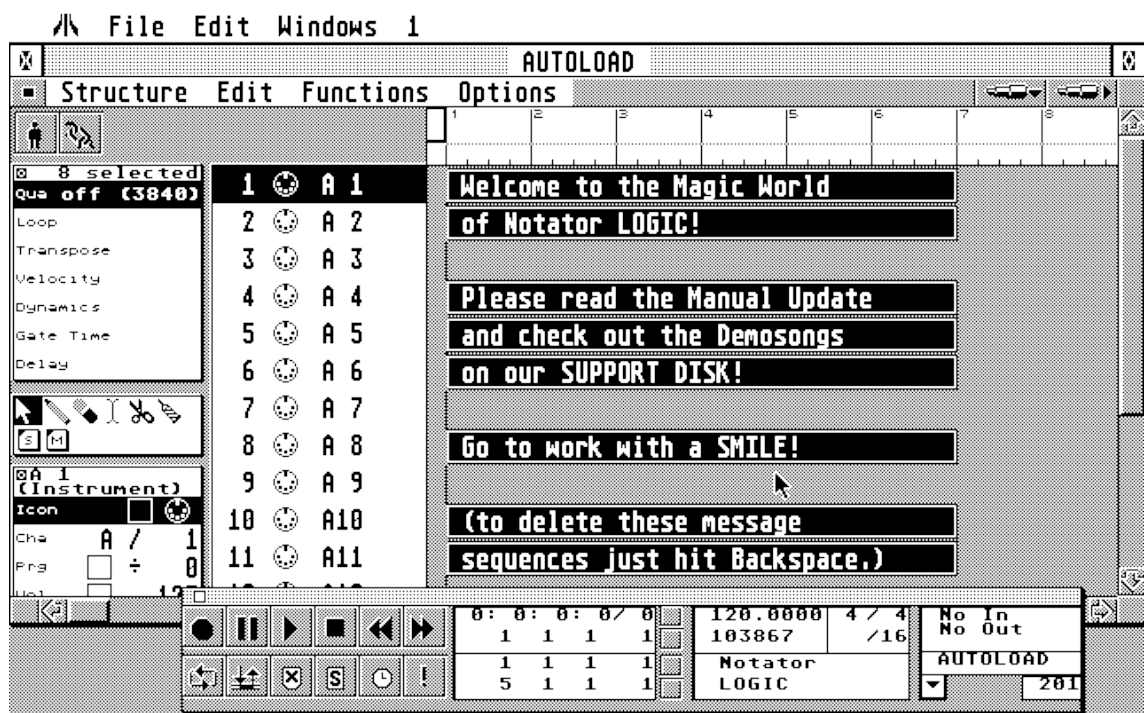 File Edit Windows 1
AUTOLOAD
Structure Edit Functions Options
1 2 3 4 5 6 7 8
8 selected
Qua off (3840)
Loop
Transpose
Velocity
Dynamics
Gate Time
Delay
S M
A 1
(Instrument)
Icon
Cha A / 1
Prg ÷ 0
Vol 127
1 A 1
2 A 2
3 A 3
4 A 4
5 A 5
6 A 6
7 A 7
8 A 8
9 A 9
10 A10
11 A11
Welcome to the Magic World
of Notator LOGIC!
Please read the Manual Update
and check out the Demosongs
on our SUPPORT DISK!
Go to work with a SMILE!
(to delete these message
sequences just hit Backspace.)
0: 0: 0: 0/ 0
1 1 1 1
1 1 1 1
5 1 1 1
120.0000 4 / 4
103867 /16
Notator
LOGIC
No In
No Out
AUTOLOAD
201
S !